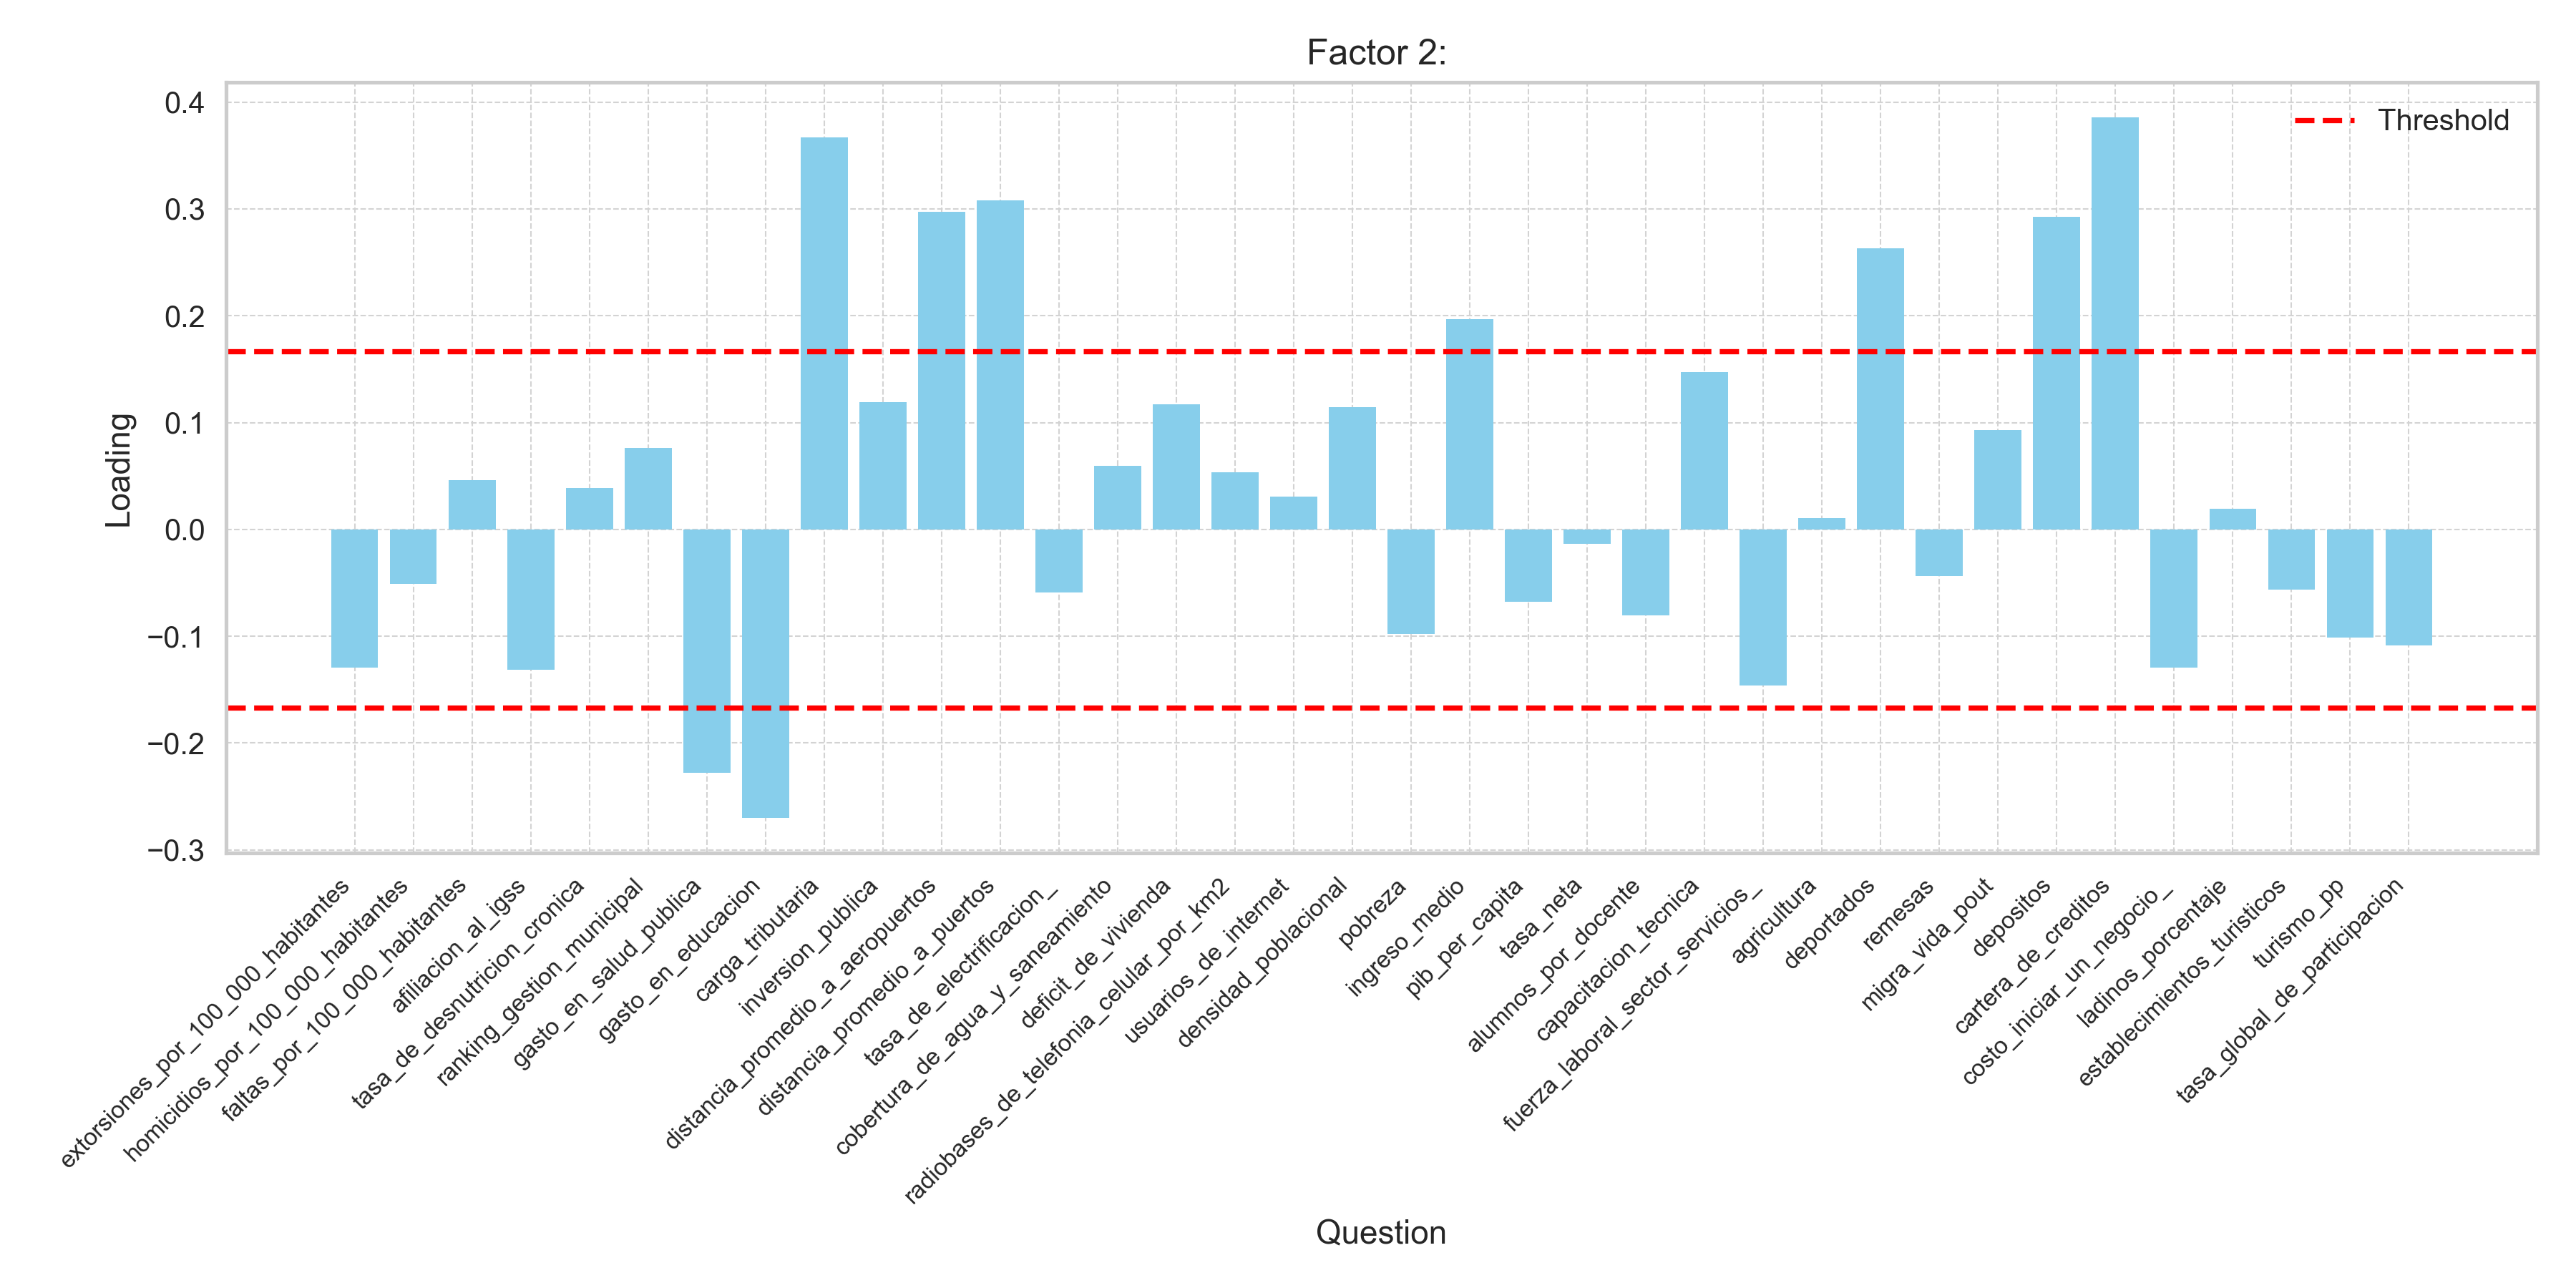 Factor 2:
Threshold
0.4
0.3
0.2
0.1
0.0
−0.1
−0.2
−0.3
Loading
extorsiones_por_100_000_habitantes
homicidios_por_100_000_habitantes
faltas_por_100_000_habitantes
afiliacion_al_igss
tasa_de_desnutricion_cronica
ranking_gestion_municipal
gasto_en_salud_publica
gasto_en_educacion
carga_tributaria
inversion_publica
distancia_promedio_a_aeropuertos
distancia_promedio_a_puertos
tasa_de_electrificacion_
cobertura_de_agua_y_saneamiento
deficit_de_vivienda
radiobases_de_telefonia_celular_por_km2
usuarios_de_internet
densidad_poblacional
pobreza
ingreso_medio
pib_per_capita
tasa_neta
alumnos_por_docente
capacitacion_tecnica
fuerza_laboral_sector_servicios_
agricultura
deportados
remesas
migra_vida_pout
depositos
cartera_de_creditos
costo_iniciar_un_negocio_
ladinos_porcentaje
establecimientos_turisticos
turismo_pp
tasa_global_de_participacion
Question